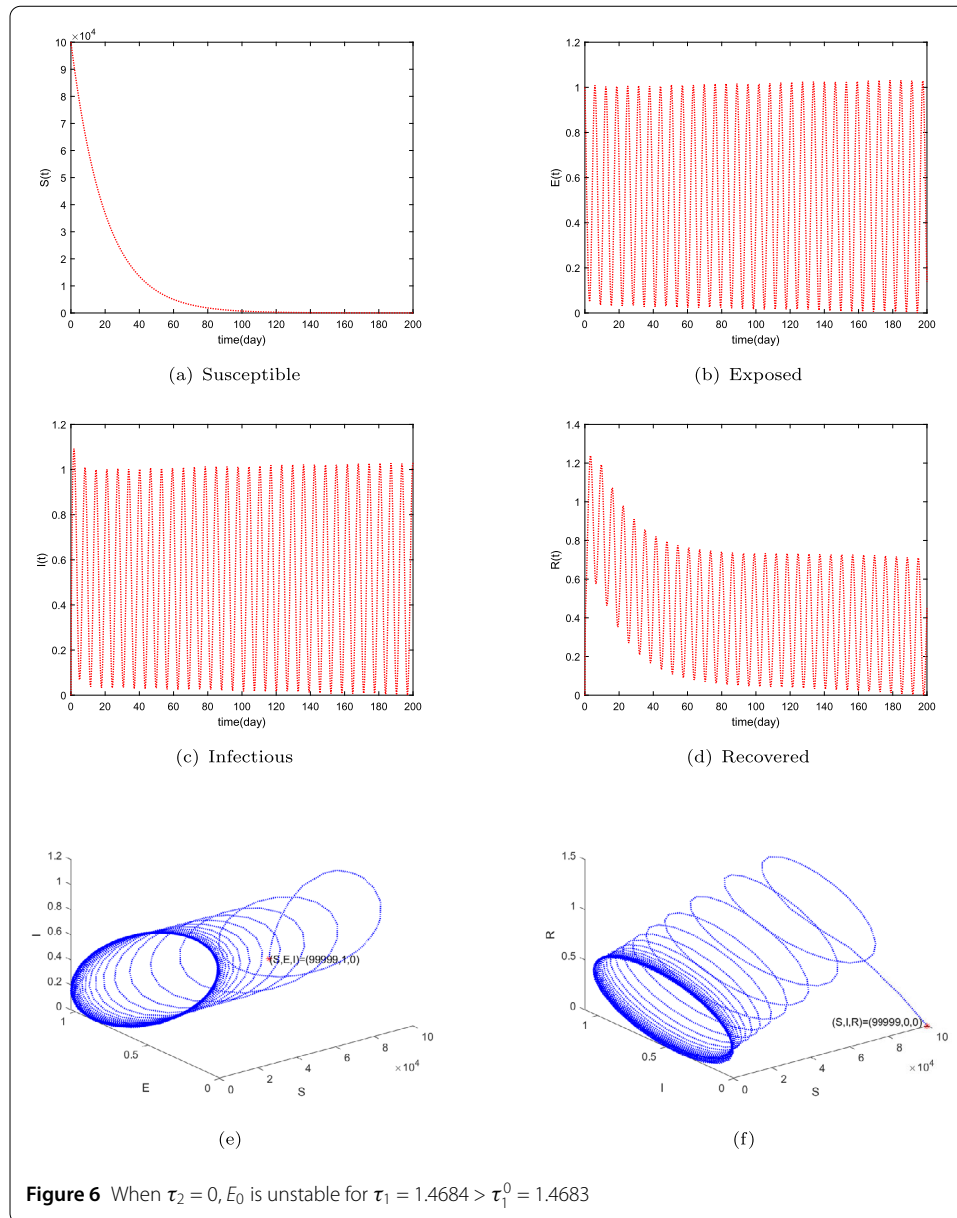 ×10⁴
10
9
8
7
6
5
4
3
2
1
0
S(t)
0 20 40 60 80 100 120 140 160 180 200
time(day)
(a) Susceptible
1.2
1
0.8
0.6
0.4
0.2
0
E(t)
0 20 40 60 80 100 120 140 160 180 200
time(day)
(b) Exposed
1.2
1
0.8
0.6
0.4
0.2
0
I(t)
0 20 40 60 80 100 120 140 160 180 200
time(day)
(c) Infectious
1.4
1.2
1
0.8
0.6
0.4
0.2
0
R(t)
0 20 40 60 80 100 120 140 160 180 200
time(day)
(d) Recovered
1.2
1
0.8
0.6
0.4
0.2
0
I
(S,E,I)=(99999,1,0)
1
0.5
0
E
0 2 4 6 8 10
×10⁴
S
(e)
1.5
1
0.5
0
R
(S,I,R)=(99999,0,0)
1
0.5
0
I
0 2 4 6 8 10
×10⁴
S
(f)
Figure 6 When τ₂ = 0, E₀ is unstable for τ₁ = 1.4684 > τ₁⁰ = 1.4683